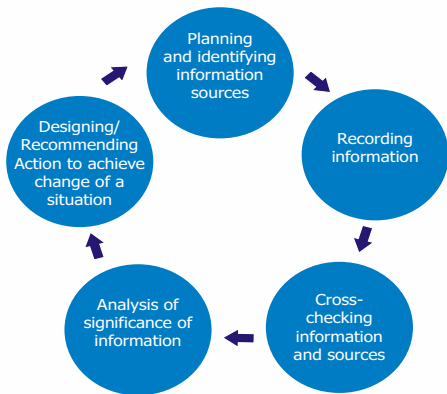 Planning
and identifying
information
sources
Recording
information
Cross-
checking
information
and sources
Analysis of
significance of
information
Designing/
Recommending
Action to achieve
change of a
situation